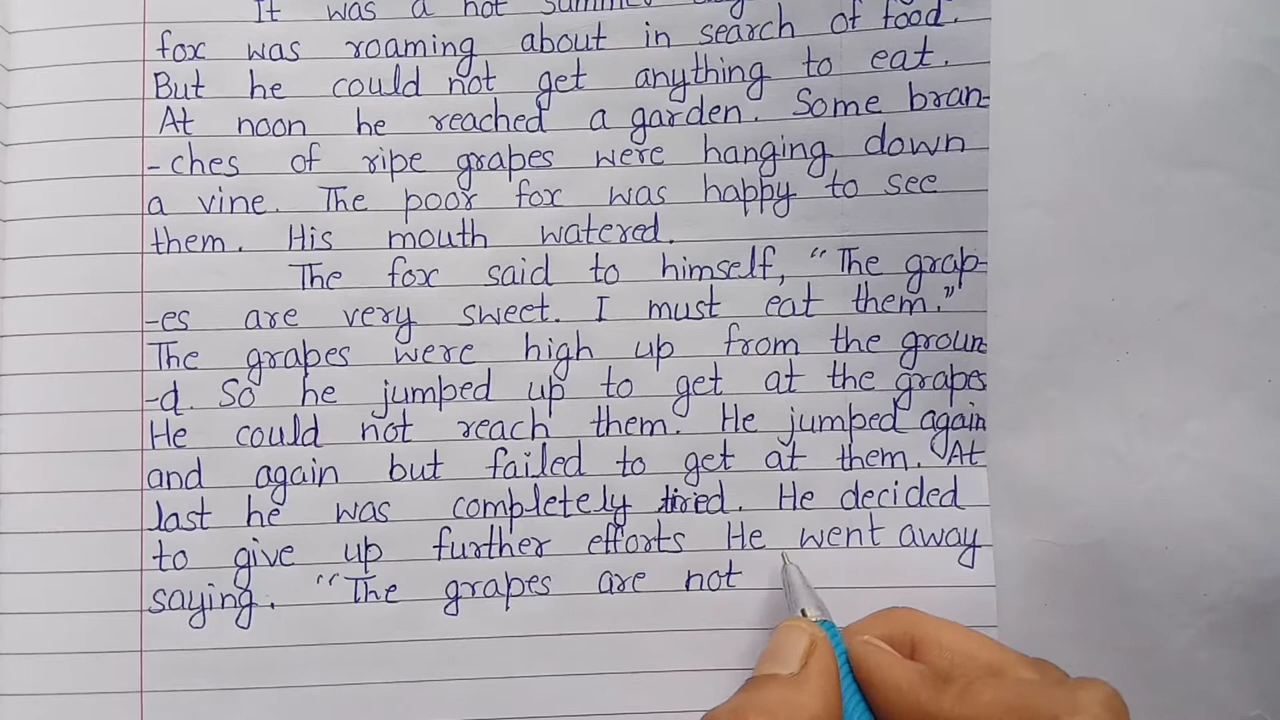 It was a hot summer
fox was roaming about in search of food.
But he could not get anything to eat.
At noon he reached a garden. Some bran-
-ches of ripe grapes were hanging down
a vine. The poor fox was happy to see
them. His mouth watered.
The fox said to himself, “The grap-
-es are very sweet. I must eat them.”
The grapes were high up from the groun
-d. So he jumped up to get at the grapes
He could not reach them. He jumped again
and again but failed to get at them. At
last he was completely tired. He decided
to give up further efforts He went away
saying. “The grapes are not